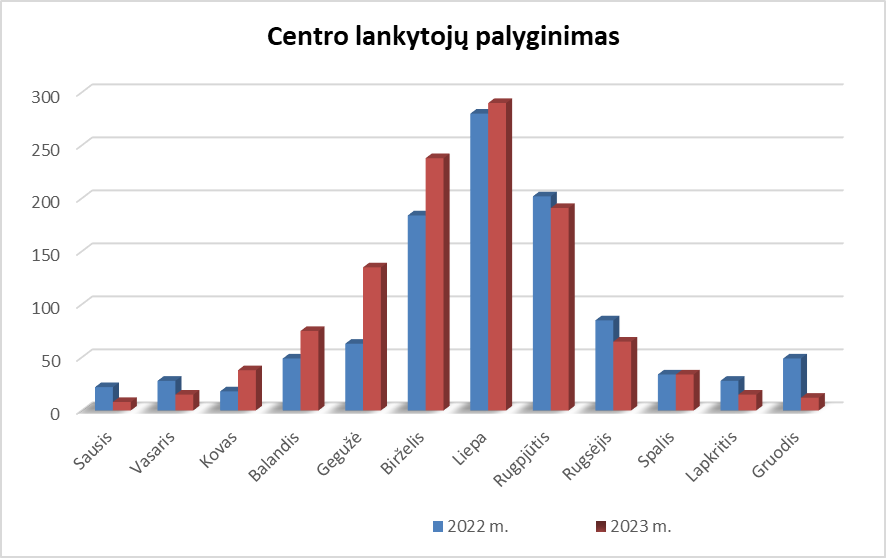 Centro lankytojų palyginimas
300
250
200
150
100
50
0
Sausis
Vasaris
Kovas
Balandis
Gegužė
Birželis
Liepa
Rugpjūtis
Rugsėjis
Spalis
Lapkritis
Gruodis
2022 m.
2023 m.